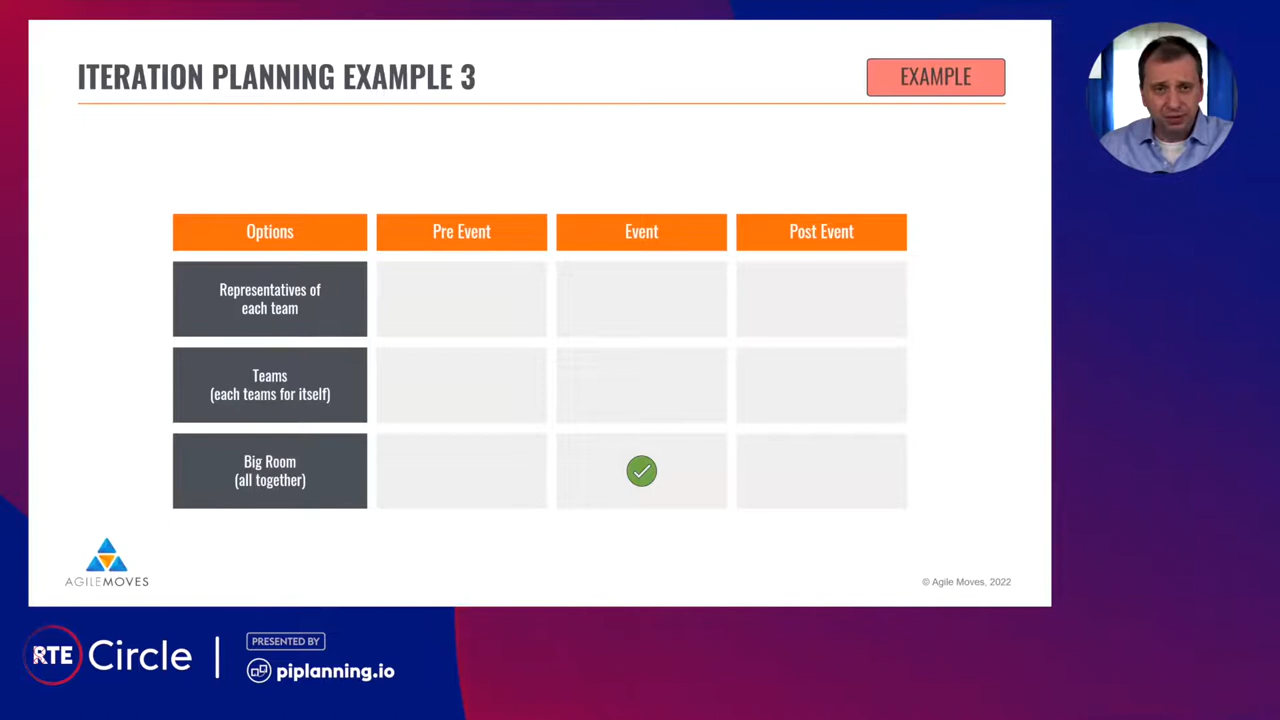 ITERATION PLANNING EXAMPLE 3
EXAMPLE
Options
Pre Event
Event
Post Event
Representatives of
each team
Teams
(each teams for itself)
Big Room
(all together)
AGILEMOVES
© Agile Moves, 2022
RTE Circle
PRESENTED BY
piplanning.io